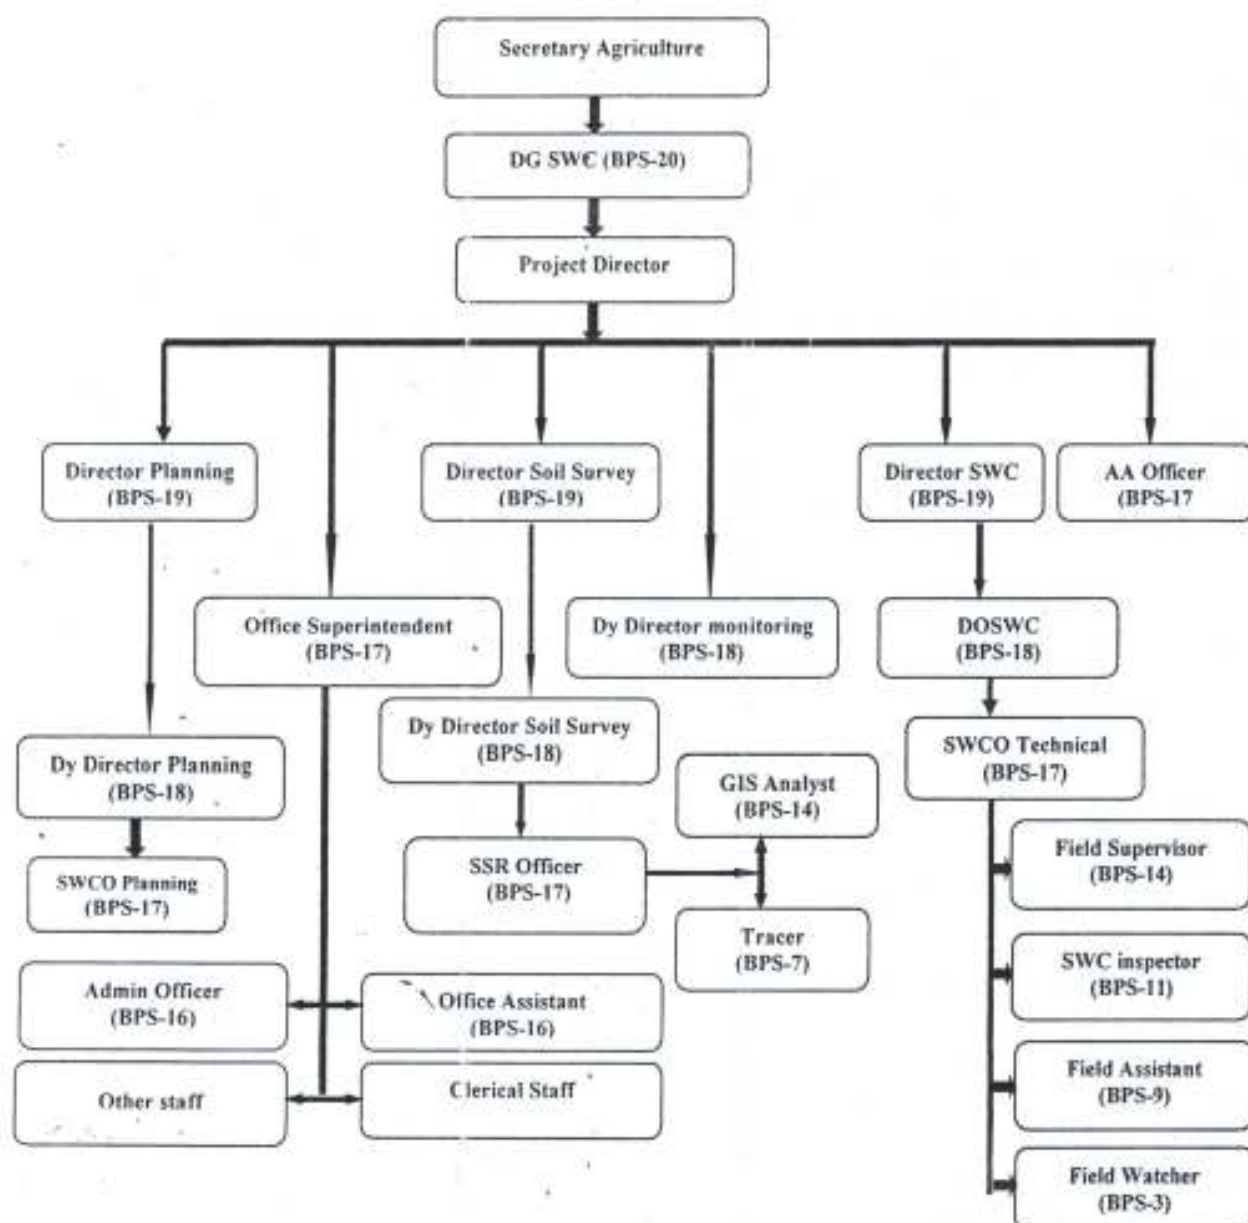 Secretary Agriculture
DG SWC (BPS-20)
Project Director
Director Planning
(BPS-19)
Director Soil Survey
(BPS-19)
Director SWC
(BPS-19)
AA Officer
(BPS-17
Office Superintendent
(BPS-17)
Dy Director monitoring
(BPS-18)
DOSWC
(BPS-18)
Dy Director Planning
(BPS-18)
Dy Director Soil Survey
(BPS-18)
GIS Analyst
(BPS-14)
SWCO Technical
(BPS-17)
SWCO Planning
(BPS-17)
SSR Officer
(BPS-17)
Tracer
(BPS-7)
Field Supervisor
(BPS-14)
SWC inspector
(BPS-11)
Field Assistant
(BPS-9)
Field Watcher
(BPS-3)
Admin Officer
(BPS-16)
Office Assistant
(BPS-16)
Other staff
Clerical Staff